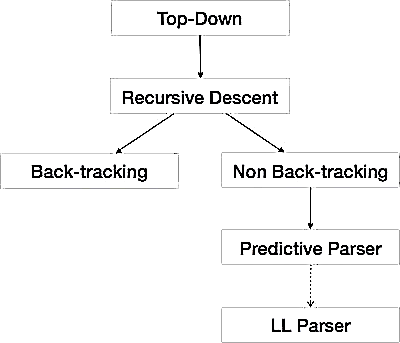 Top-Down
Recursive Descent
Back-tracking
Non Back-tracking
Predictive Parser
LL Parser